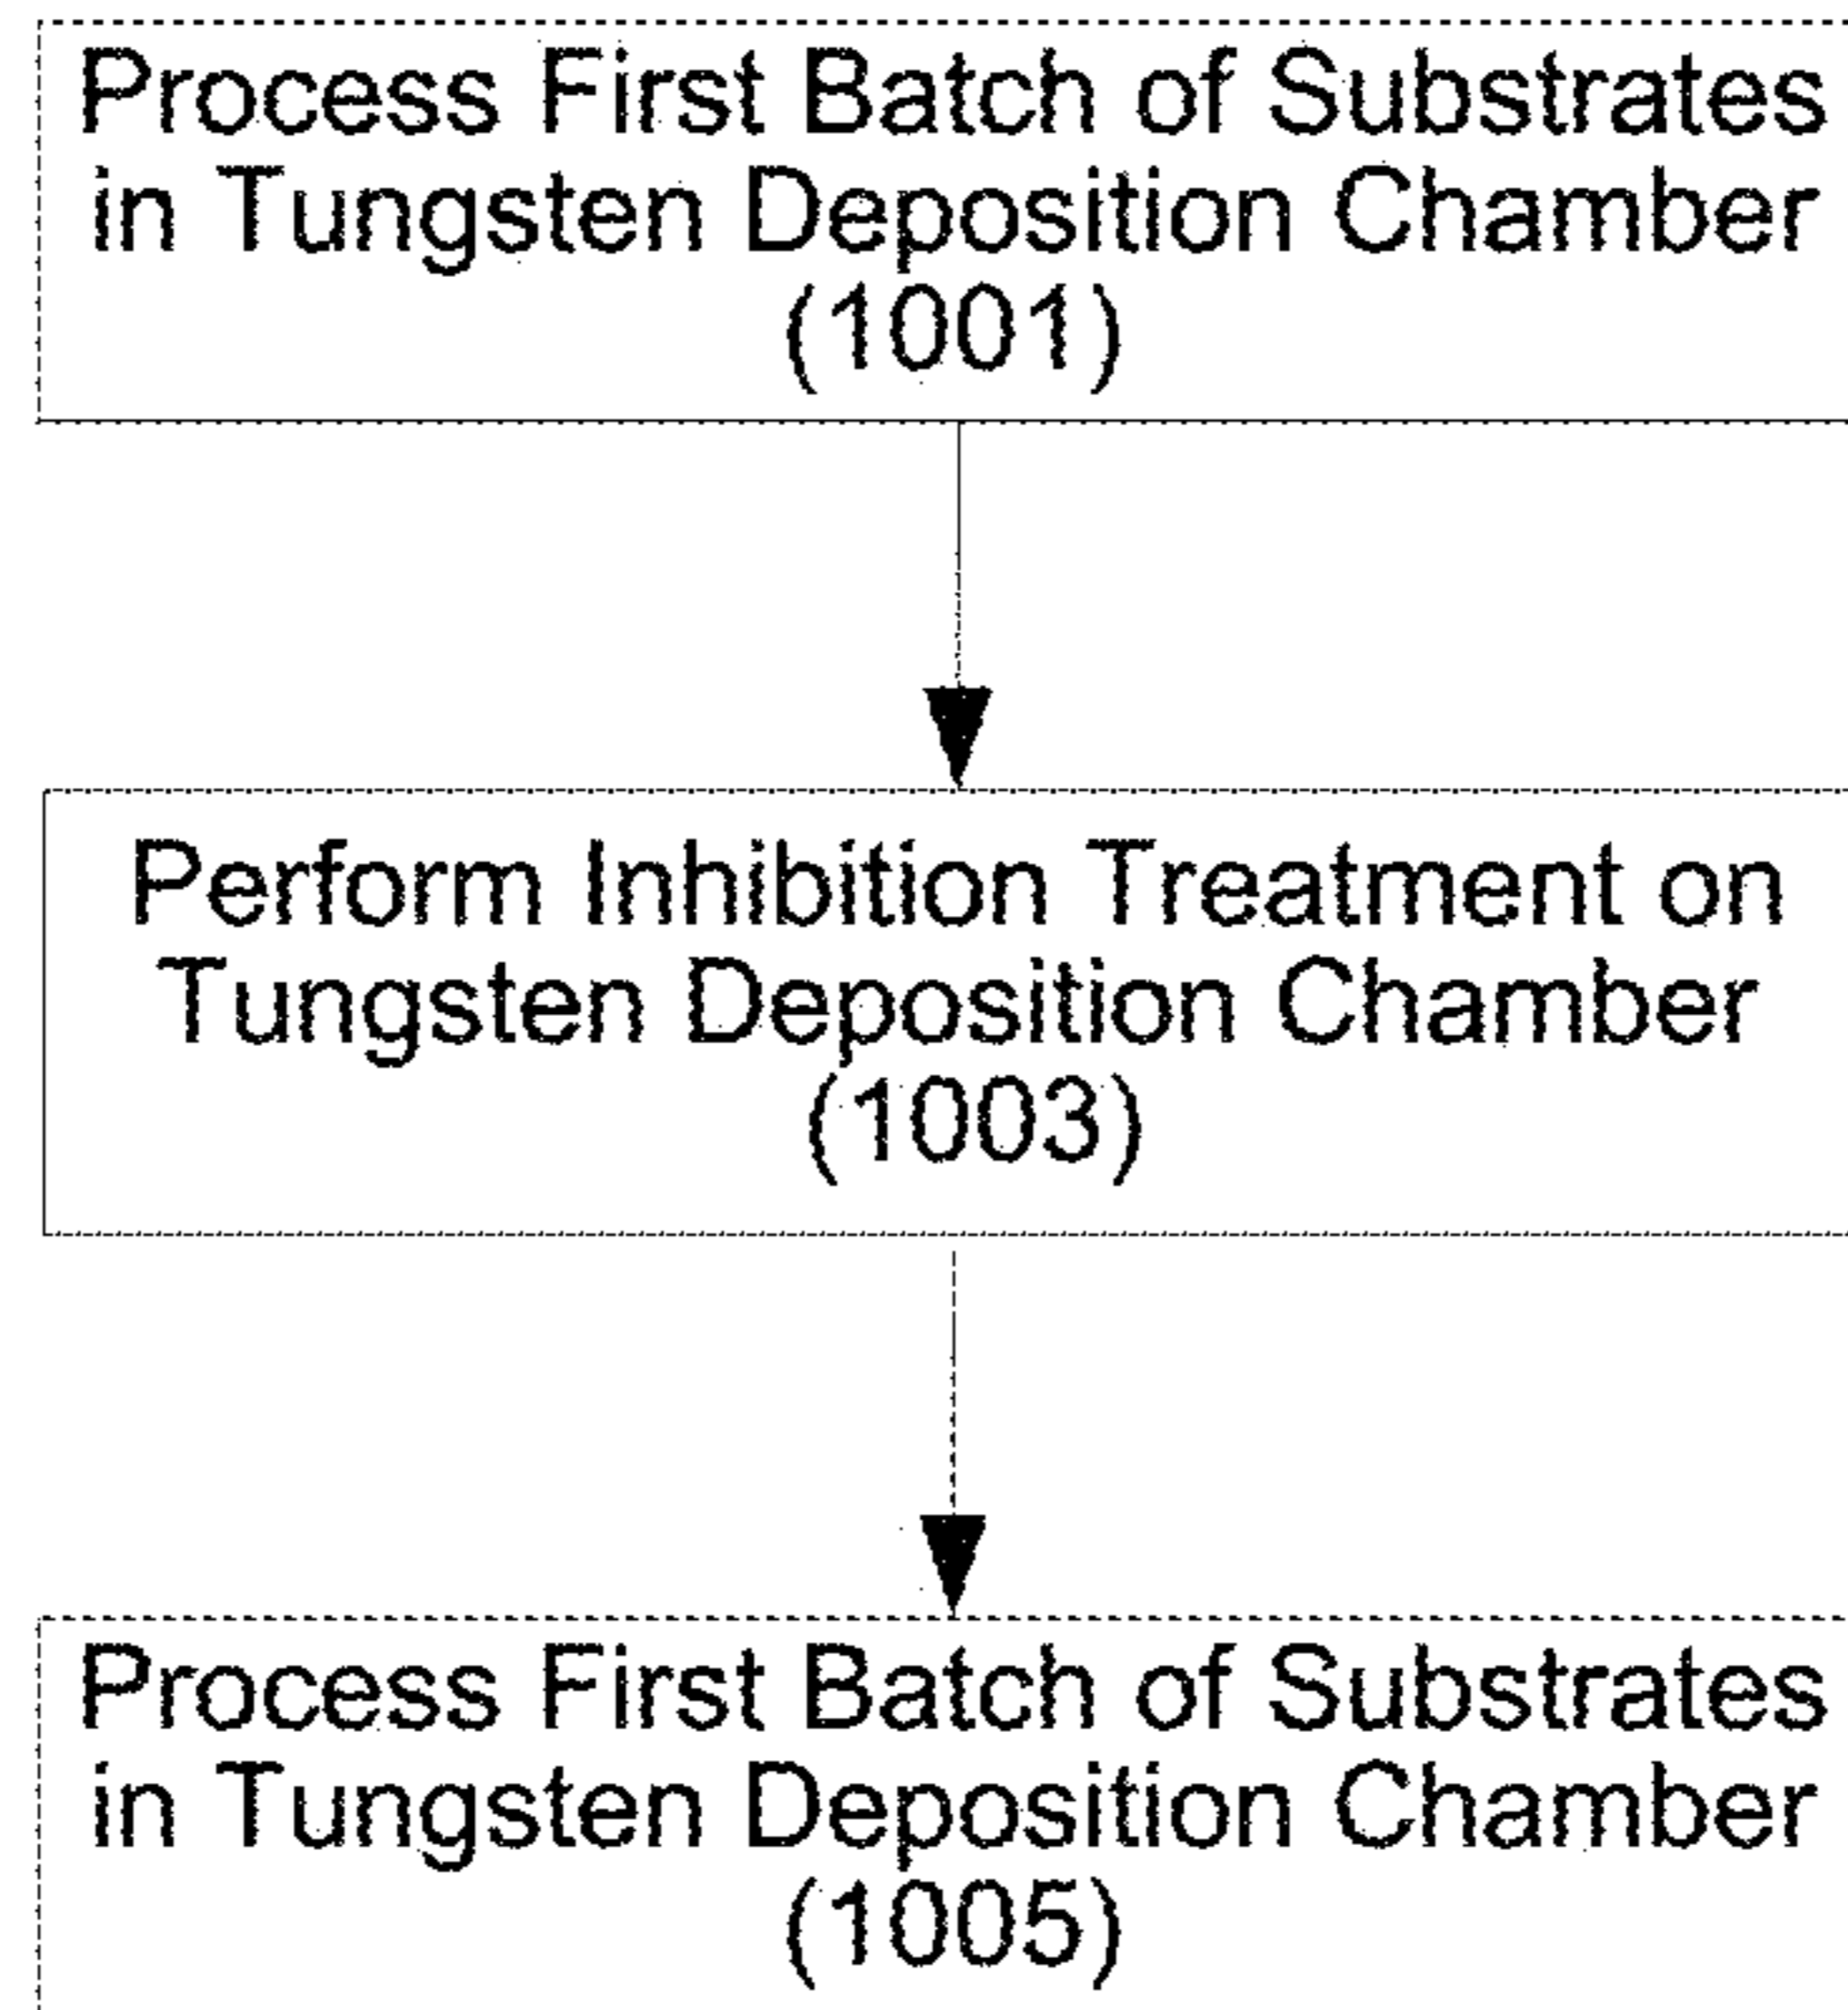 Process First Batch of Substrates
in Tungsten Deposition Chamber
(1001)
Perform Inhibition Treatment on
Tungsten Deposition Chamber
(1003)
Process First Batch of Substrates
in Tungsten Deposition Chamber
(1005)